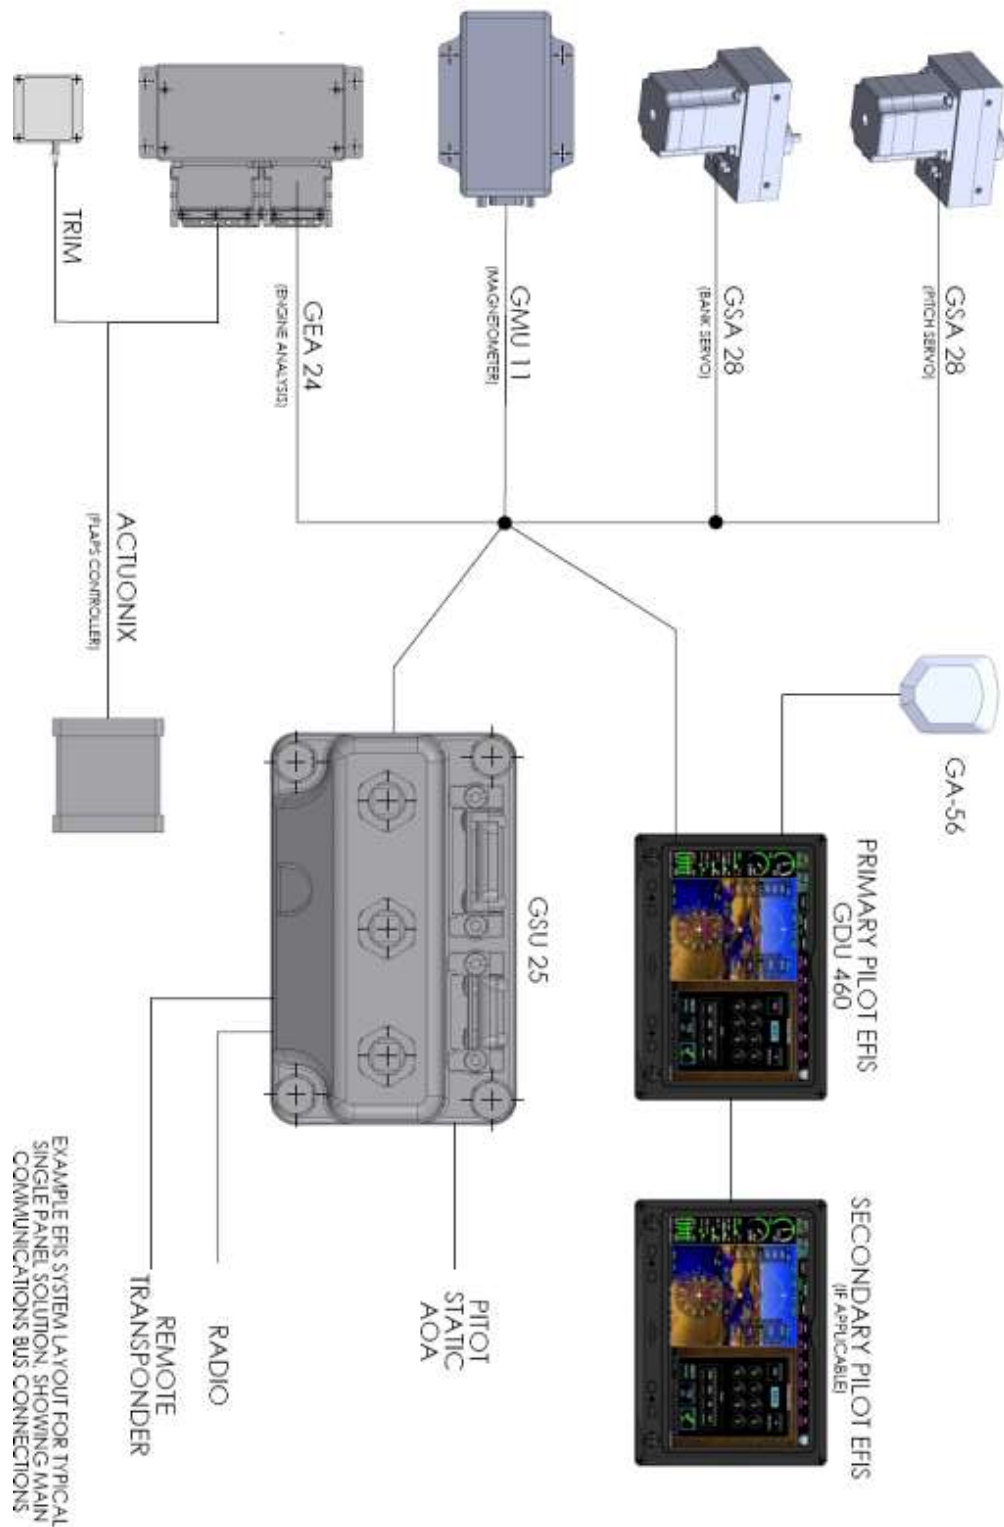 GSA 28
(PITCH SERVO)
GSA 28
(BANK SERVO)
GMU 11
(MAGNETOMETER)
GEA 24
(ENGINE ANALYSIS)
TRIM
ACTUONIX
(FLAPS CONTROLLER)
GA-56
PRIMARY PILOT EFIS
GDU 460
SECONDARY PILOT EFIS
(IF APPLICABLE)
GSU 25
PITOT
STATIC
AOA
RADIO
REMOTE
TRANSPONDER
EXAMPLE EFIS SYSTEM LAYOUT FOR TYPICAL
SINGLE PANEL SOLUTION, SHOWING MAIN
COMMUNICATIONS BUS CONNECTIONS